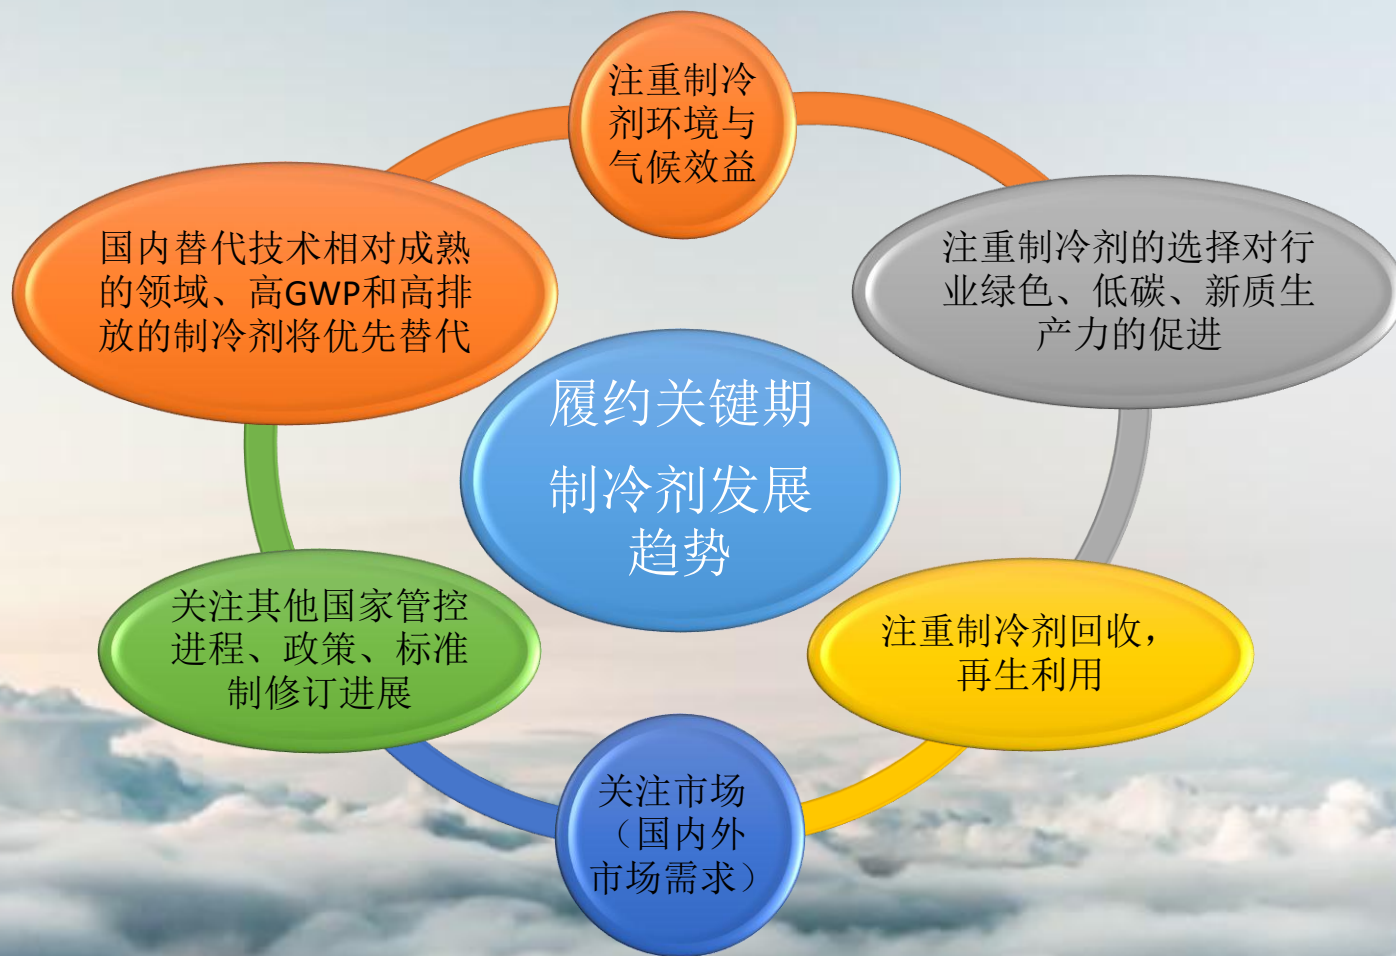 注重制冷
剂环境与
气候效益
国内替代技术相对成熟
的领域、高GWP和高排
放的制冷剂将优先替代
注重制冷剂的选择对行
业绿色、低碳、新质生
产力的促进
履约关键期
制冷剂发展
趋势
关注其他国家管控
进程、政策、标准
制修订进展
注重制冷剂回收，
再生利用
关注市场
（国内外
市场需求）